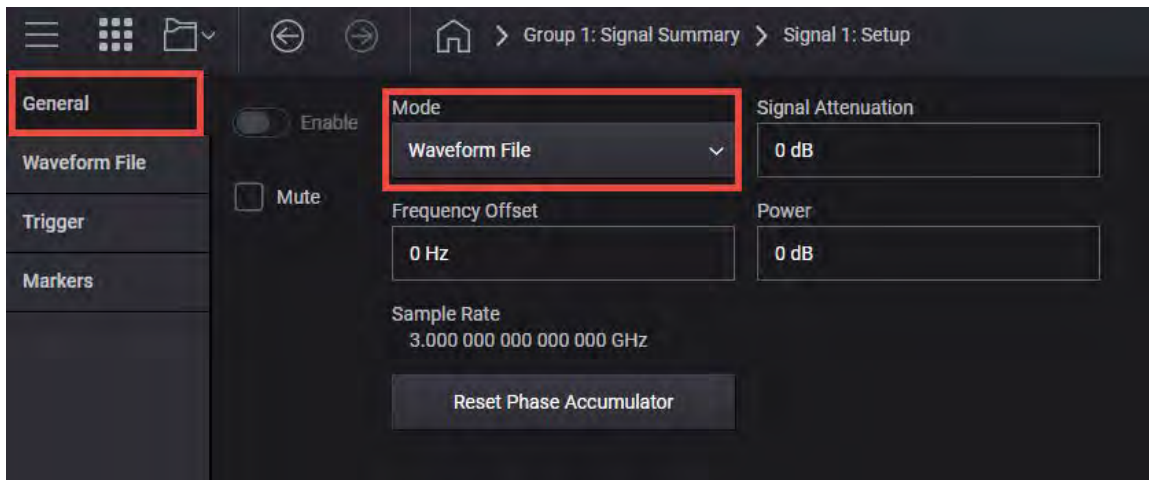 Group 1: Signal Summary
Signal 1: Setup
General
Waveform File
Trigger
Markers
Enable
Mute
Mode
Waveform File
Signal Attenuation
0 dB
Frequency Offset
0 Hz
Power
0 dB
Sample Rate
3.000 000 000 000 000 GHz
Reset Phase Accumulator